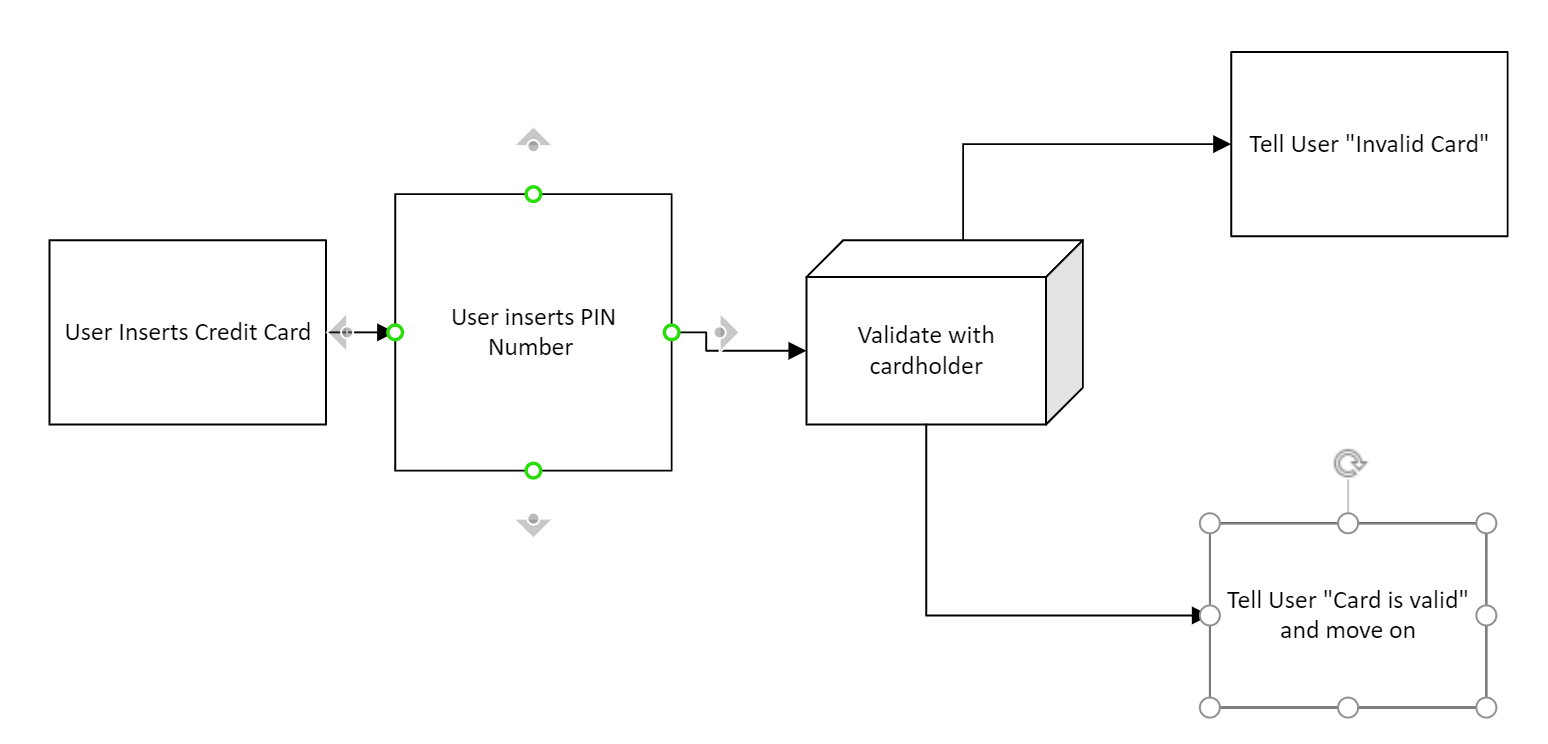 User Inserts Credit Card
User inserts PIN
Number
Validate with
cardholder
Tell User "Invalid Card"
Tell User "Card is valid"
and move on